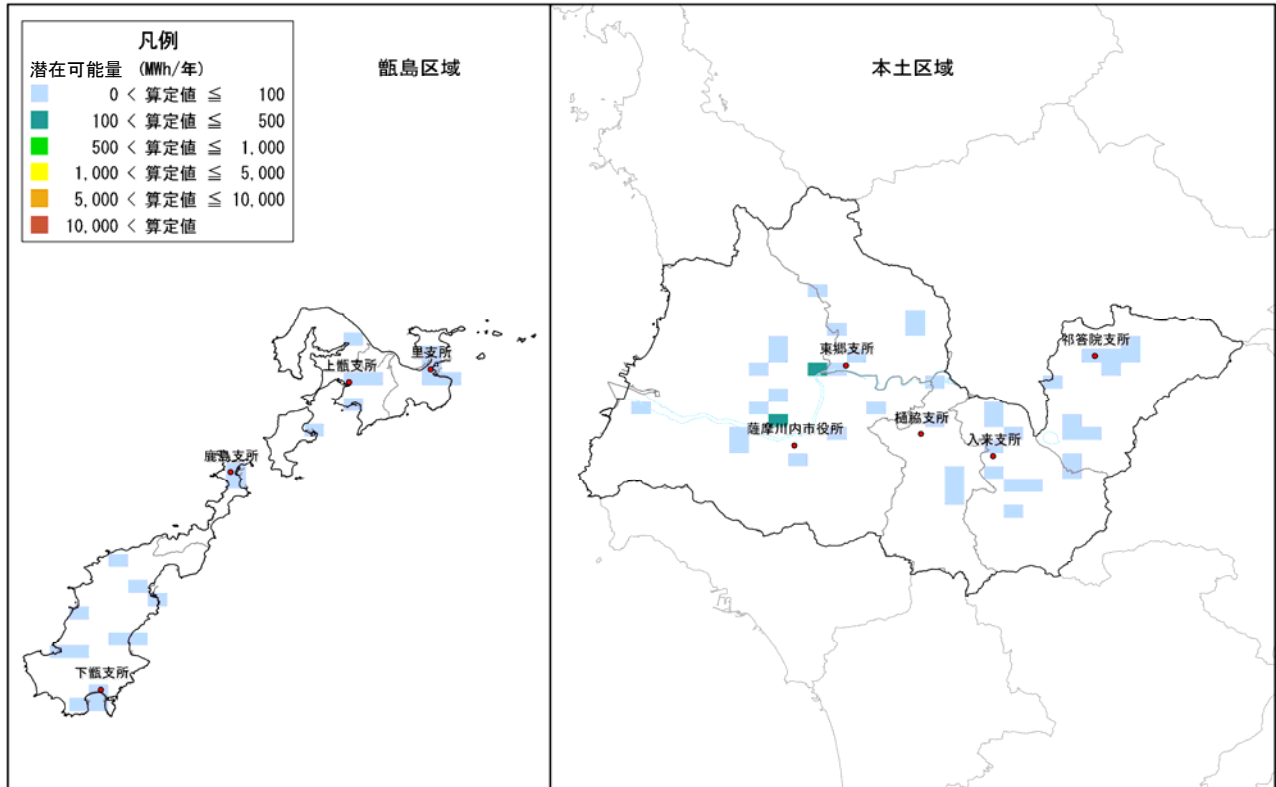 凡例
潜在可能量 (MWh/年)
0 < 算定値 ≦ 100
100 < 算定値 ≦ 500
500 < 算定値 ≦ 1,000
1,000 < 算定値 ≦ 5,000
5,000 < 算定値 ≦ 10,000
10,000 < 算定値
甑島区域
本土区域
里支所
上甑支所
鹿島支所
下甑支所
東郷支所
祁答院支所
樋脇支所
薩摩川内市役所
入来支所